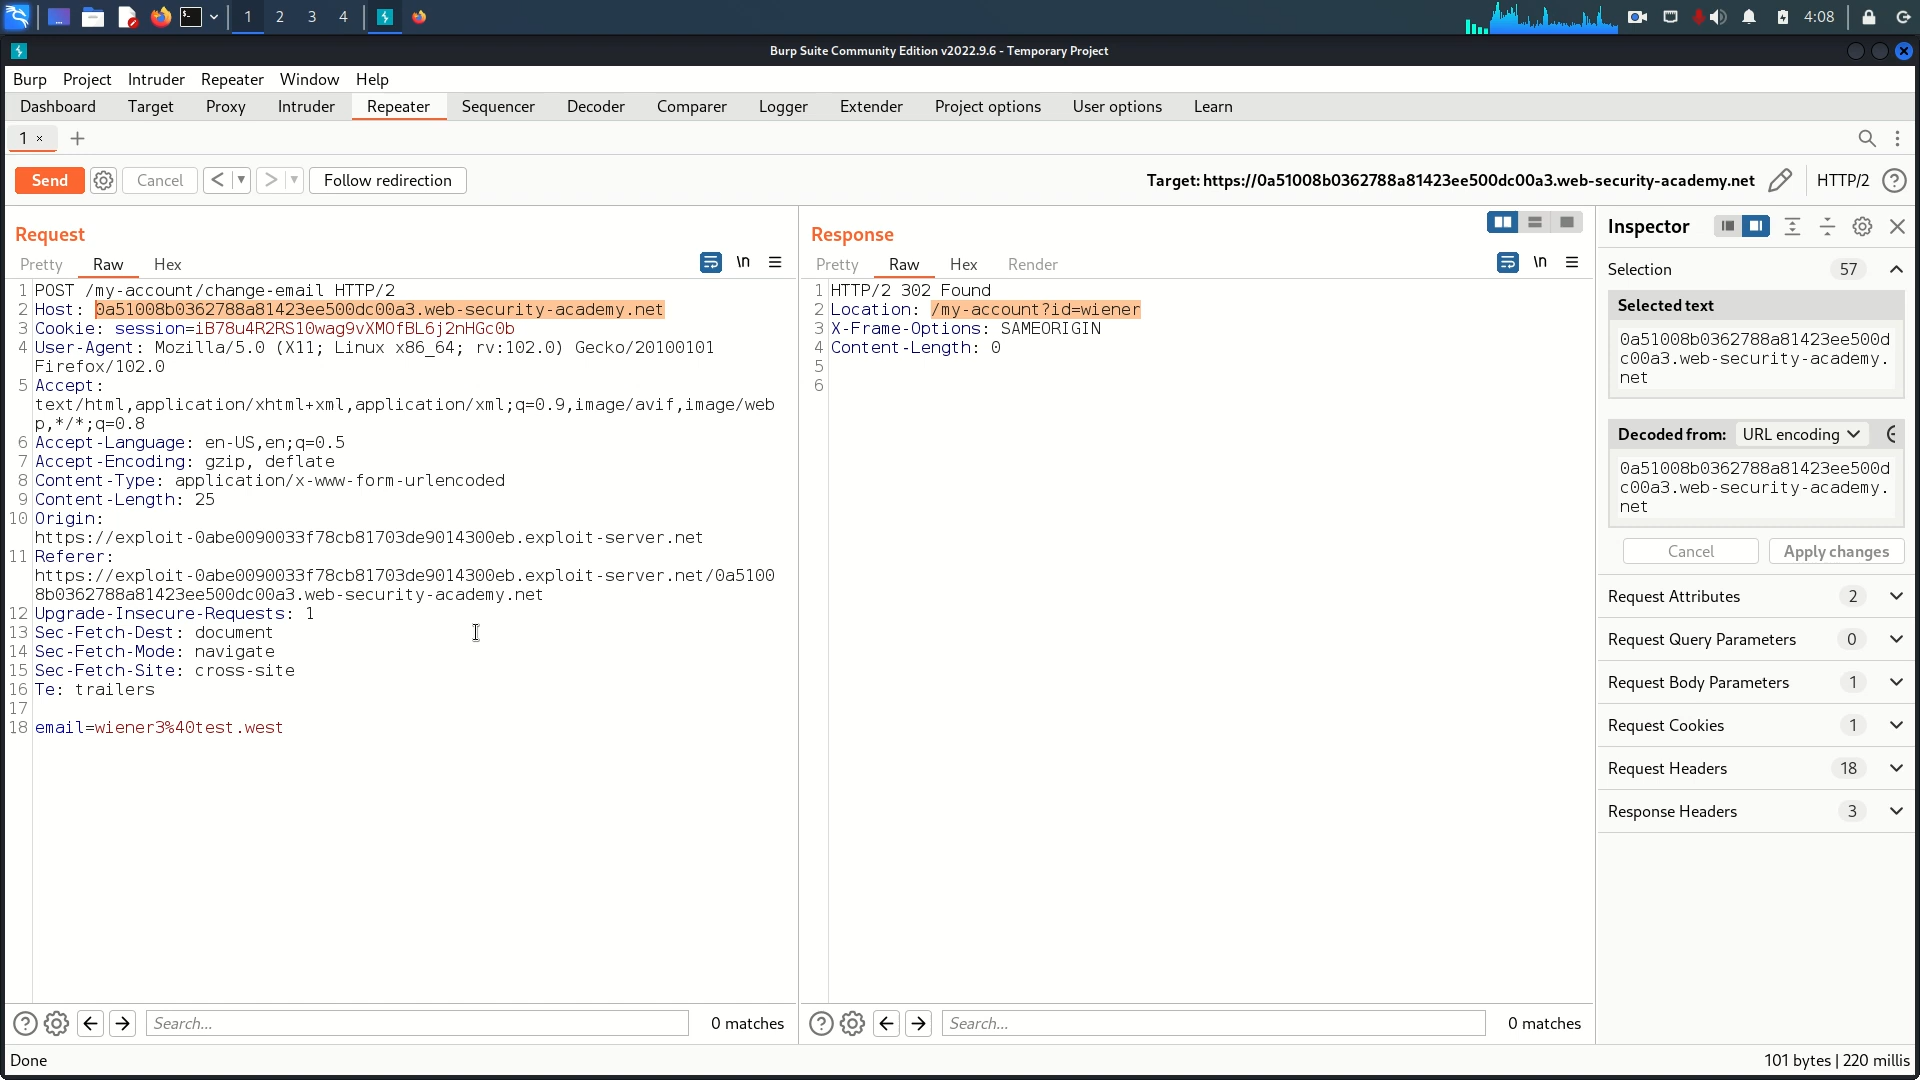 1 2 3 4 4:08
Burp Suite Community Edition v2022.9.6 - Temporary Project
Burp Project Intruder Repeater Window Help
Dashboard Target Proxy Intruder Repeater Sequencer Decoder Comparer Logger Extender Project options User options Learn
1 × +
Send Cancel < > Follow redirection Target: https://0a51008b0362788a81423ee500dc00a3.web-security-academy.net HTTP/2 ?
Request
Pretty Raw Hex \n
1 POST /my-account/change-email HTTP/2
2 Host: 0a51008b0362788a81423ee500dc00a3.web-security-academy.net
3 Cookie: session=iB78u4R2RS10wag9vXMOfBL6j2nHGc0b
4 User-Agent: Mozilla/5.0 (X11; Linux x86_64; rv:102.0) Gecko/20100101
Firefox/102.0
5 Accept:
text/html,application/xhtml+xml,application/xml;q=0.9,image/avif,image/web
p,*/*;q=0.8
6 Accept-Language: en-US,en;q=0.5
7 Accept-Encoding: gzip, deflate
8 Content-Type: application/x-www-form-urlencoded
9 Content-Length: 25
10 Origin:
https://exploit-0abe0090033f78cb81703de9014300eb.exploit-server.net
11 Referer:
https://exploit-0abe0090033f78cb81703de9014300eb.exploit-server.net/0a5100
8b0362788a81423ee500dc00a3.web-security-academy.net
12 Upgrade-Insecure-Requests: 1
13 Sec-Fetch-Dest: document
14 Sec-Fetch-Mode: navigate
15 Sec-Fetch-Site: cross-site
16 Te: trailers
17
18 email=wiener3%40test.west
? Search... 0 matches
Response
Pretty Raw Hex Render \n
1 HTTP/2 302 Found
2 Location: /my-account?id=wiener
3 X-Frame-Options: SAMEORIGIN
4 Content-Length: 0
5
6
? Search... 0 matches
Inspector
Selection 57
Selected text
0a51008b0362788a81423ee500d
c00a3.web-security-academy.
net
Decoded from: URL encoding
0a51008b0362788a81423ee500d
c00a3.web-security-academy.
net
Cancel Apply changes
Request Attributes 2
Request Query Parameters 0
Request Body Parameters 1
Request Cookies 1
Request Headers 18
Response Headers 3
Done 101 bytes | 220 millis